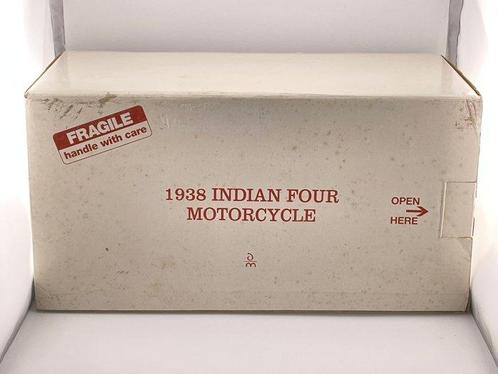 FRAGILE
handle with care
1938 INDIAN FOUR
MOTORCYCLE
OPEN
HERE